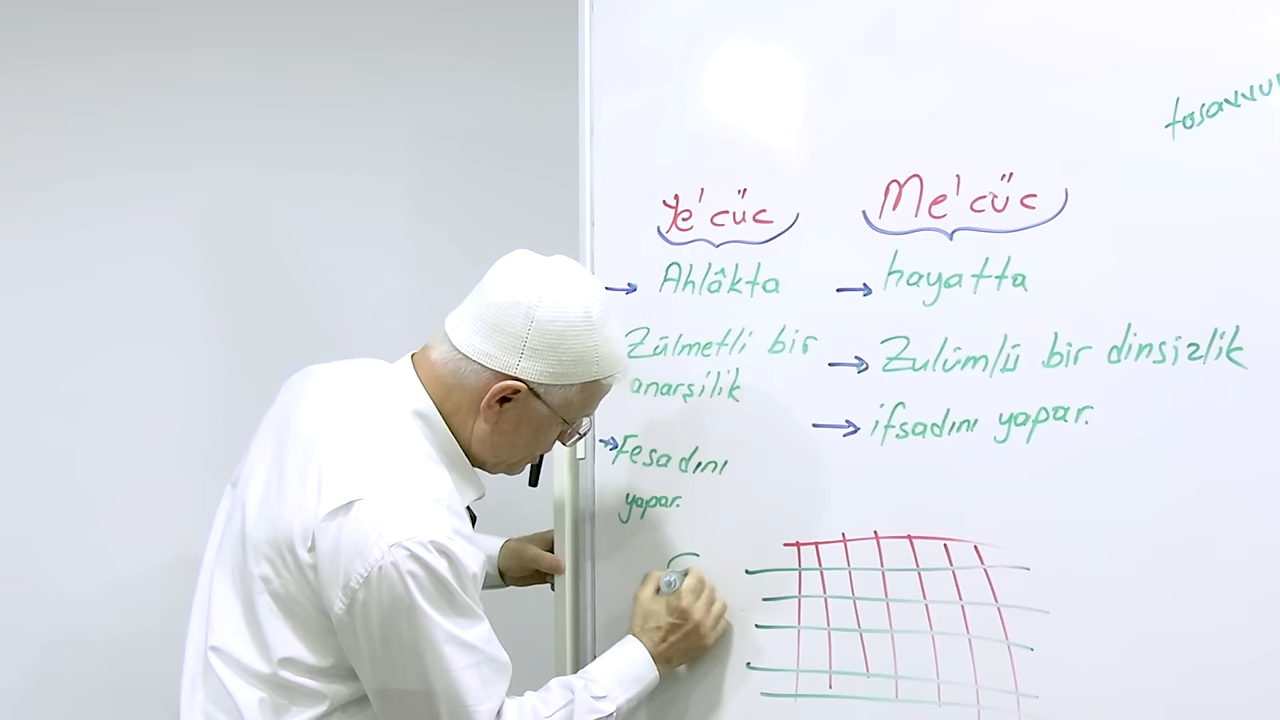 tasavvu
Ye'cüc
Ahlâkta
Zülmetli bir
anarşilik
Fesadını
yapar.
Me'cüc
hayatta
Zulümlü bir dinsizlik
ifsadını yapar.